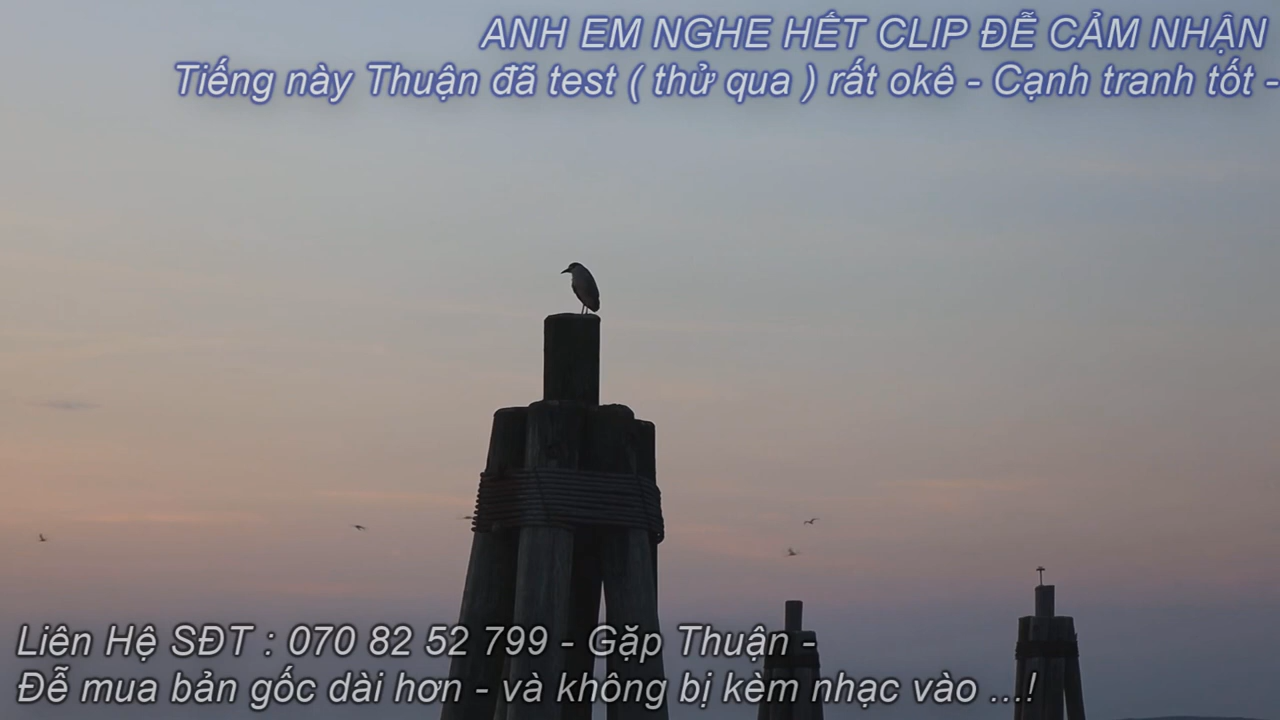 ANH EM NGHE HẾT CLIP ĐỄ CẢM NHẬN
Tiếng này Thuận đã test ( thử qua ) rất okê - Cạnh tranh tốt -
Liên Hệ SĐT : 070 82 52 799 - Gặp Thuận -
Đễ mua bản gốc dài hơn - và không bị kèm nhạc vào ...!